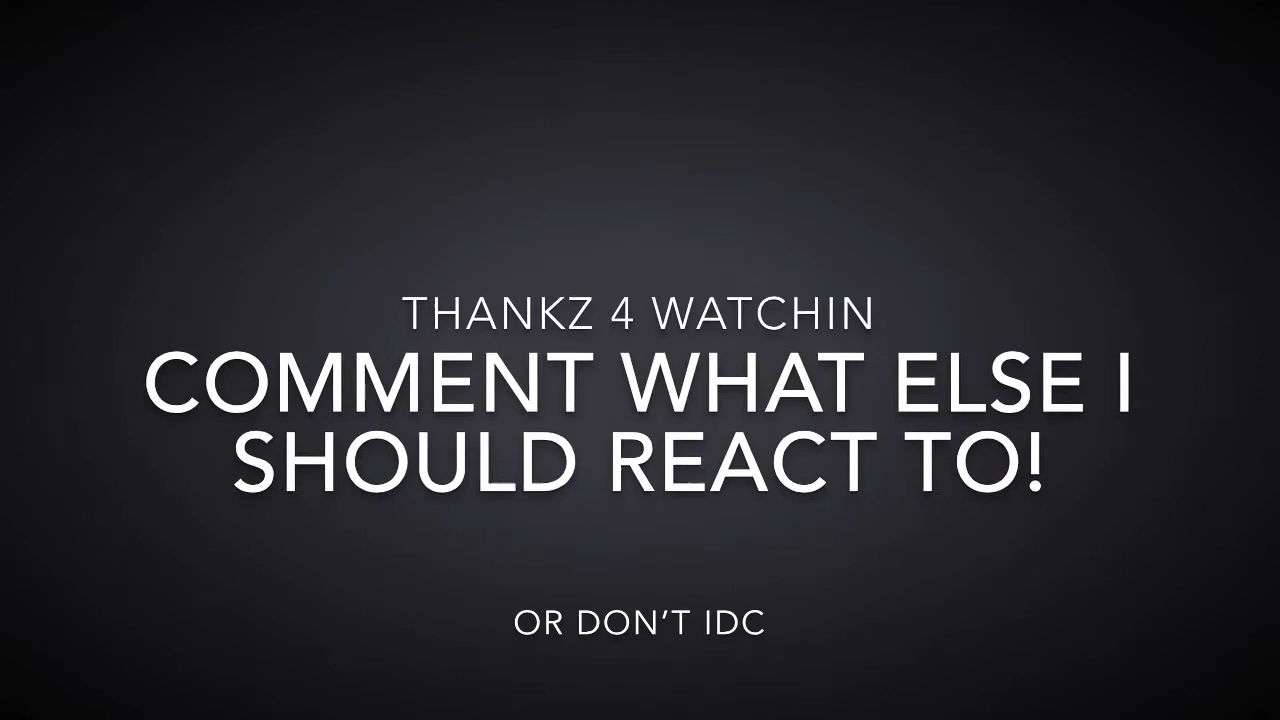 THANKZ 4 WATCHIN
COMMENT WHAT ELSE I
SHOULD REACT TO!
OR DON’T IDC